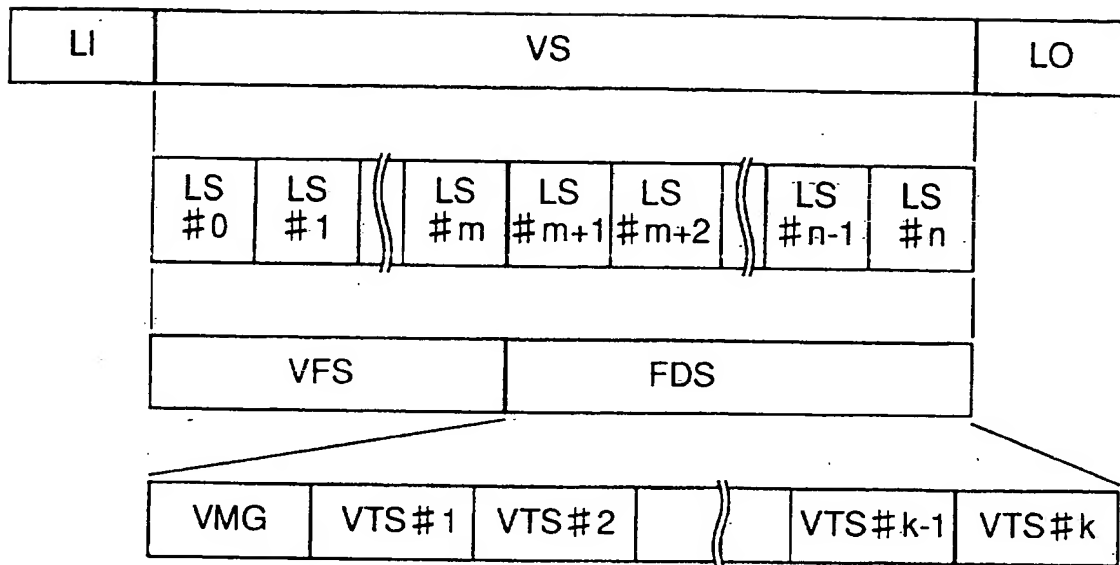 LI VS LO
LS #0 LS #1 LS #m LS #m+1 LS #m+2 LS #n-1 LS #n
VFS FDS
VMG VTS#1 VTS#2 VTS#k-1 VTS#k